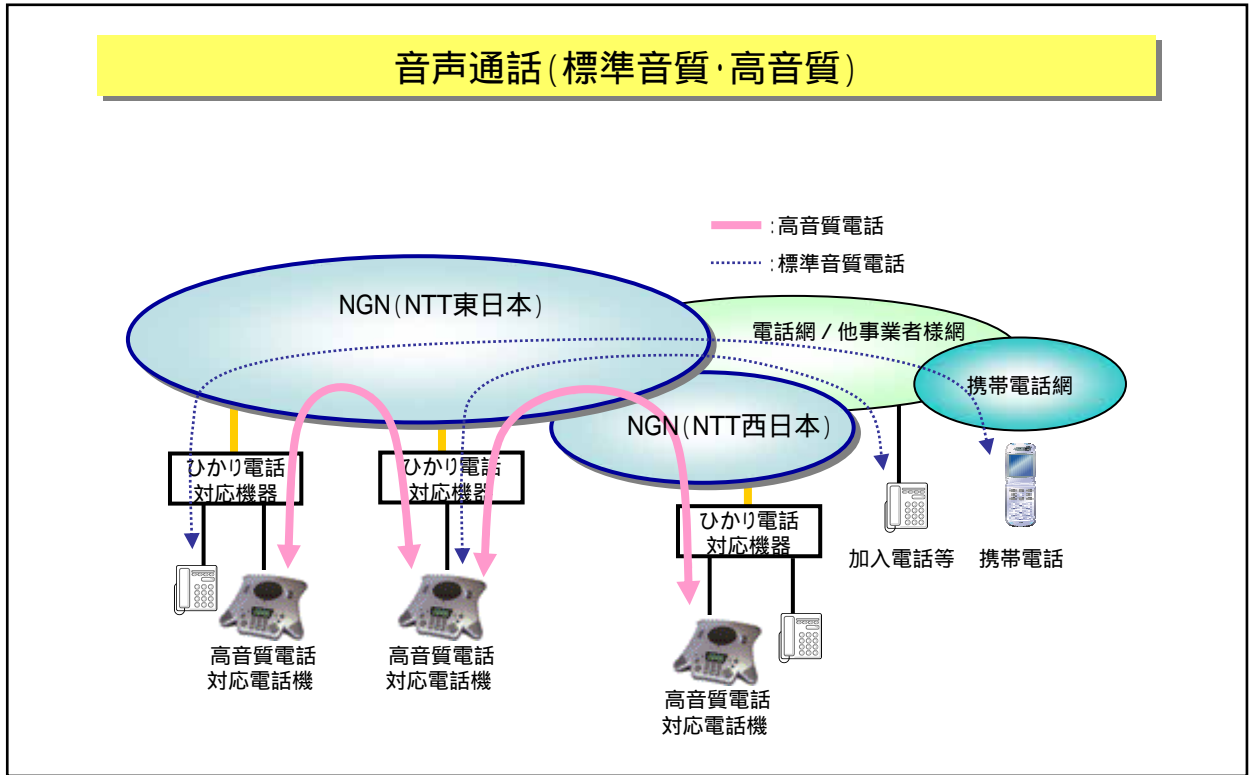 音声通話(標準音質･高音質)
:高音質電話
:標準音質電話
NGN(NTT東日本)
電話網/他事業者様網
携帯電話網
NGN(NTT西日本)
ひかり電話
対応機器
ひかり電話
対応機器
ひかり電話
対応機器
加入電話等
携帯電話
高音質電話
対応電話機
高音質電話
対応電話機
高音質電話
対応電話機